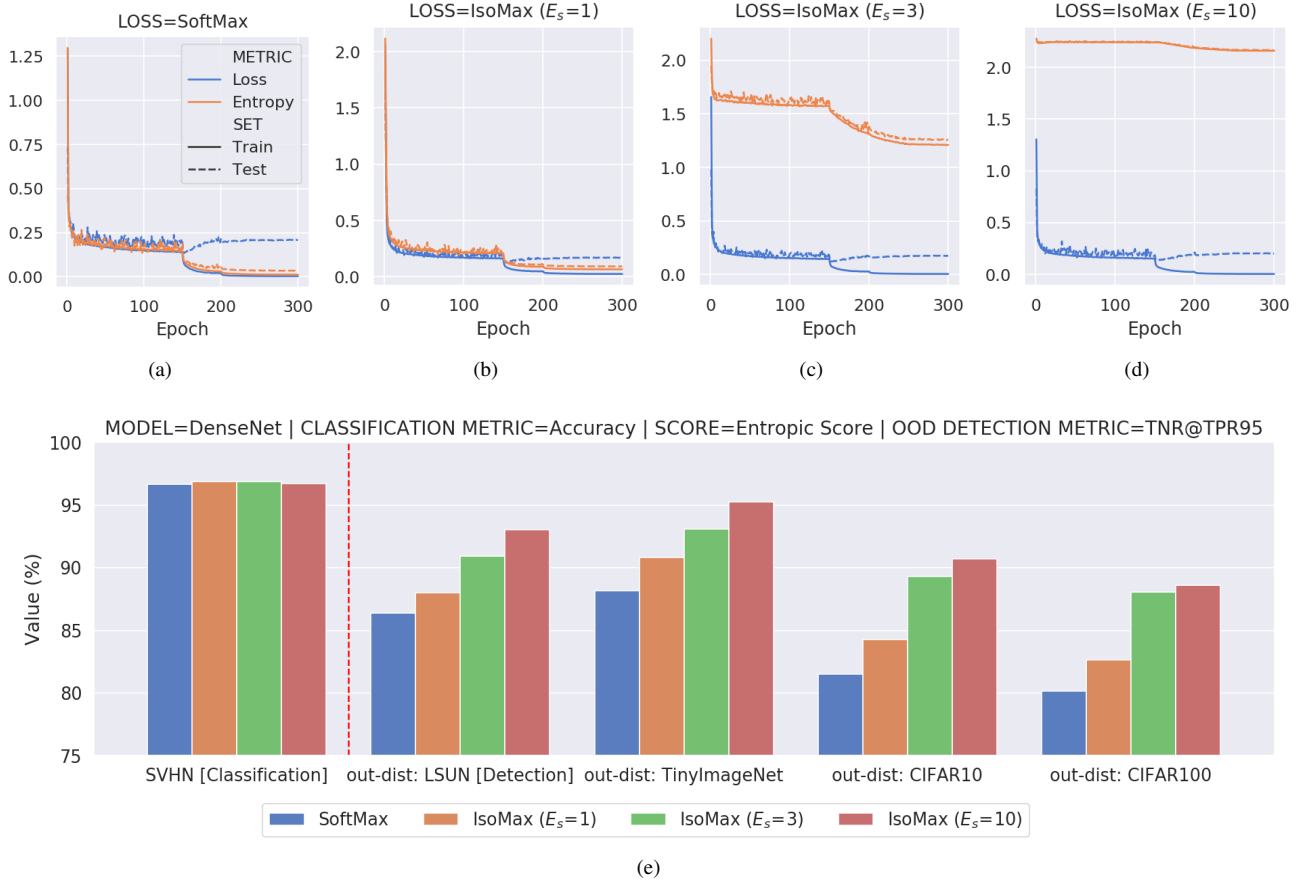 LOSS=SoftMax
LOSS=IsoMax (E_s=1)
LOSS=IsoMax (E_s=3)
LOSS=IsoMax (E_s=10)
1.25
1.00
0.75
0.50
0.25
0.00
METRIC
Loss
Entropy
SET
Train
Test
0 100 200 300
Epoch
2.0
1.5
1.0
0.5
0.0
0 100 200 300
Epoch
2.0
1.5
1.0
0.5
0.0
0 100 200 300
Epoch
2.0
1.5
1.0
0.5
0.0
0 100 200 300
Epoch
(a)
(b)
(c)
(d)
MODEL=DenseNet | CLASSIFICATION METRIC=Accuracy | SCORE=Entropic Score | OOD DETECTION METRIC=TNR@TPR95
Value (%)
100
95
90
85
80
75
SVHN [Classification]
out-dist: LSUN [Detection]
out-dist: TinyImageNet
out-dist: CIFAR10
out-dist: CIFAR100
SoftMax
IsoMax (E_s=1)
IsoMax (E_s=3)
IsoMax (E_s=10)
(e)